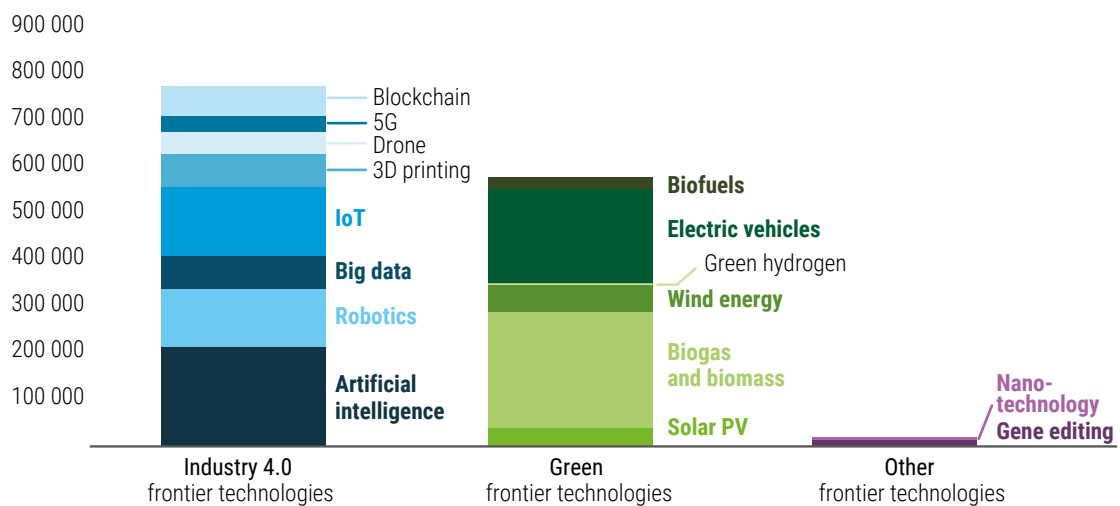 900 000
800 000
700 000
600 000
500 000
400 000
300 000
200 000
100 000
Blockchain
5G
Drone
3D printing
IoT
Big data
Robotics
Artificial
intelligence
Biofuels
Electric vehicles
Green hydrogen
Wind energy
Biogas
and biomass
Solar PV
Nano-
technology
Gene editing
Industry 4.0
frontier technologies
Green
frontier technologies
Other
frontier technologies